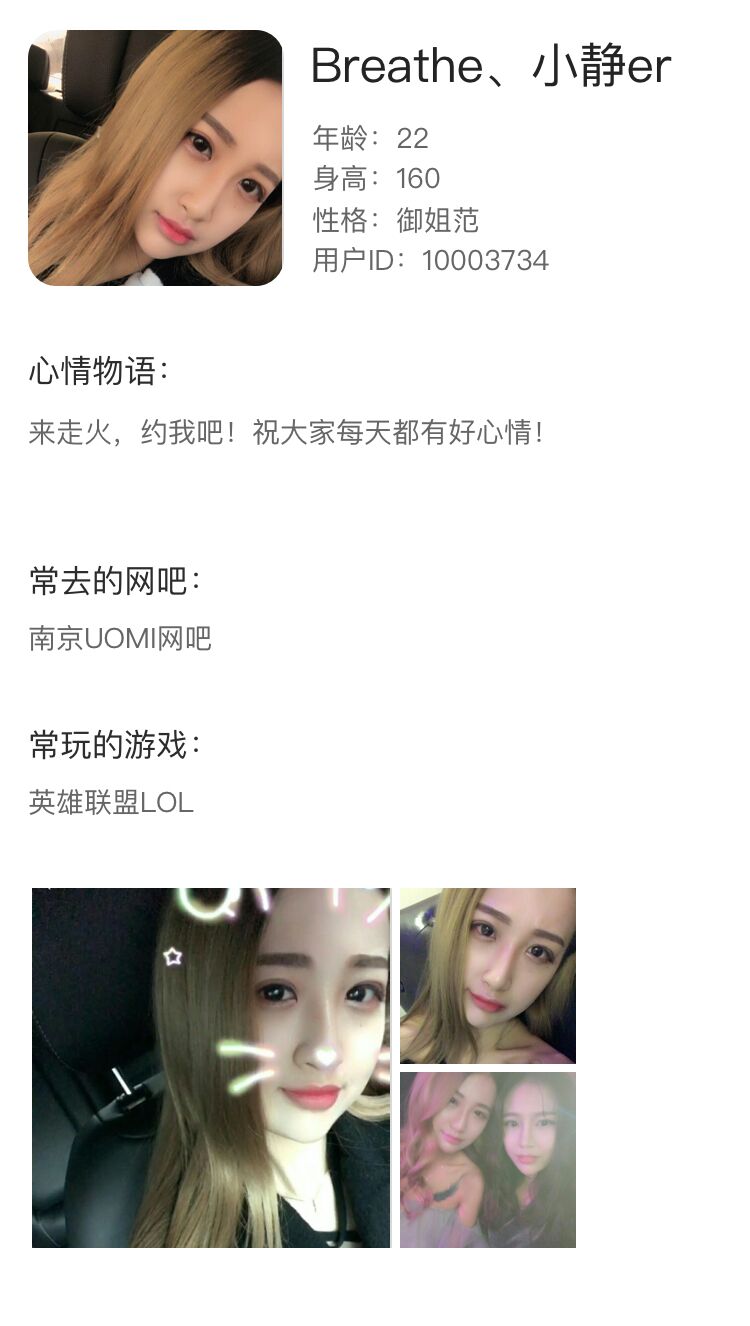 Breathe、小静er
年龄：22
身高：160
性格：御姐范
用户ID：10003734
心情物语：
来走火，约我吧！祝大家每天都有好心情！
常去的网吧：
南京UOMI网吧
常玩的游戏：
英雄联盟LOL